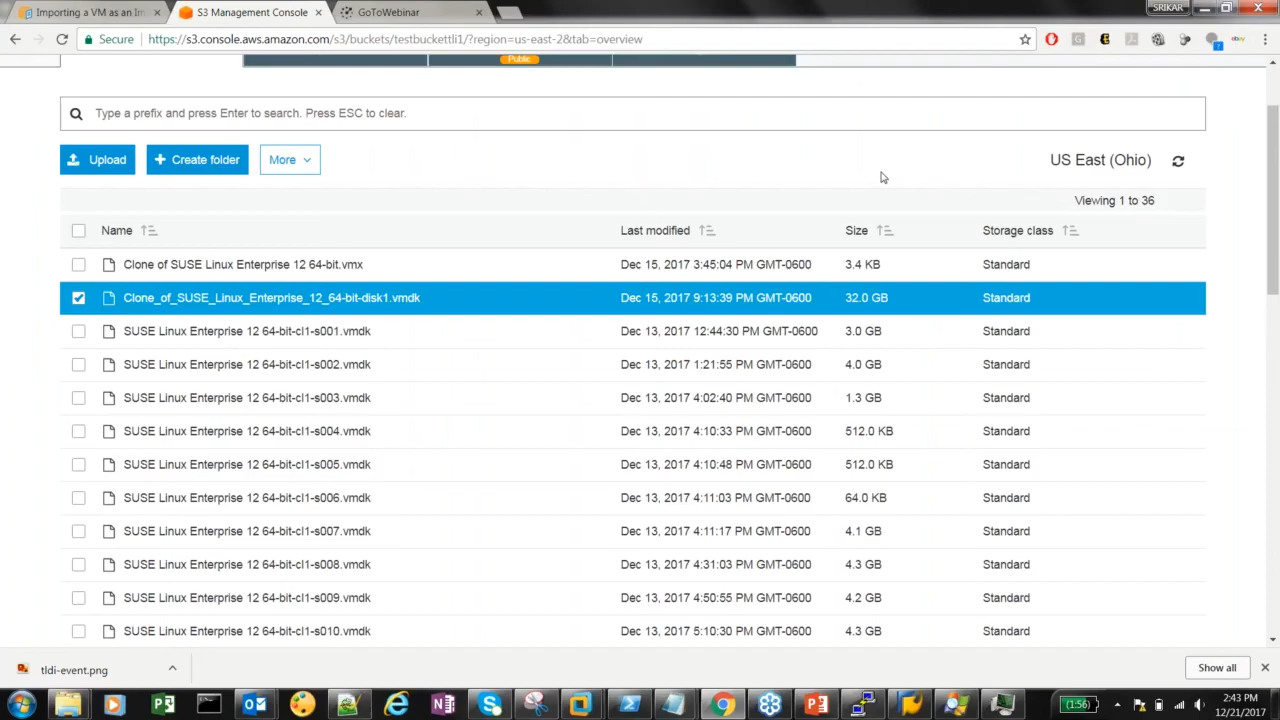 Importing a VM as an Im
S3 Management Console
GoToWebinar
SRIKAR
Secure
https://s3.console.aws.amazon.com/s3/buckets/testbuckettli1/?region=us-east-2&tab=overview
Public
Type a prefix and press Enter to search. Press ESC to clear.
Upload
Create folder
More
US East (Ohio)
Viewing 1 to 36
Name Last modified Size Storage class
Clone of SUSE Linux Enterprise 12 64-bit.vmx Dec 15, 2017 3:45:04 PM GMT-0600 3.4 KB Standard
Clone_of_SUSE_Linux_Enterprise_12_64-bit-disk1.vmdk Dec 15, 2017 9:13:39 PM GMT-0600 32.0 GB Standard
SUSE Linux Enterprise 12 64-bit-cl1-s001.vmdk Dec 13, 2017 12:44:30 PM GMT-0600 3.0 GB Standard
SUSE Linux Enterprise 12 64-bit-cl1-s002.vmdk Dec 13, 2017 1:21:55 PM GMT-0600 4.0 GB Standard
SUSE Linux Enterprise 12 64-bit-cl1-s003.vmdk Dec 13, 2017 4:02:40 PM GMT-0600 1.3 GB Standard
SUSE Linux Enterprise 12 64-bit-cl1-s004.vmdk Dec 13, 2017 4:10:33 PM GMT-0600 512.0 KB Standard
SUSE Linux Enterprise 12 64-bit-cl1-s005.vmdk Dec 13, 2017 4:10:48 PM GMT-0600 512.0 KB Standard
SUSE Linux Enterprise 12 64-bit-cl1-s006.vmdk Dec 13, 2017 4:11:03 PM GMT-0600 64.0 KB Standard
SUSE Linux Enterprise 12 64-bit-cl1-s007.vmdk Dec 13, 2017 4:11:17 PM GMT-0600 4.1 GB Standard
SUSE Linux Enterprise 12 64-bit-cl1-s008.vmdk Dec 13, 2017 4:31:03 PM GMT-0600 4.3 GB Standard
SUSE Linux Enterprise 12 64-bit-cl1-s009.vmdk Dec 13, 2017 4:50:55 PM GMT-0600 4.2 GB Standard
SUSE Linux Enterprise 12 64-bit-cl1-s010.vmdk Dec 13, 2017 5:10:30 PM GMT-0600 4.3 GB Standard
tldi-event.png
Show all
(1:56)
2:43 PM
12/21/2017